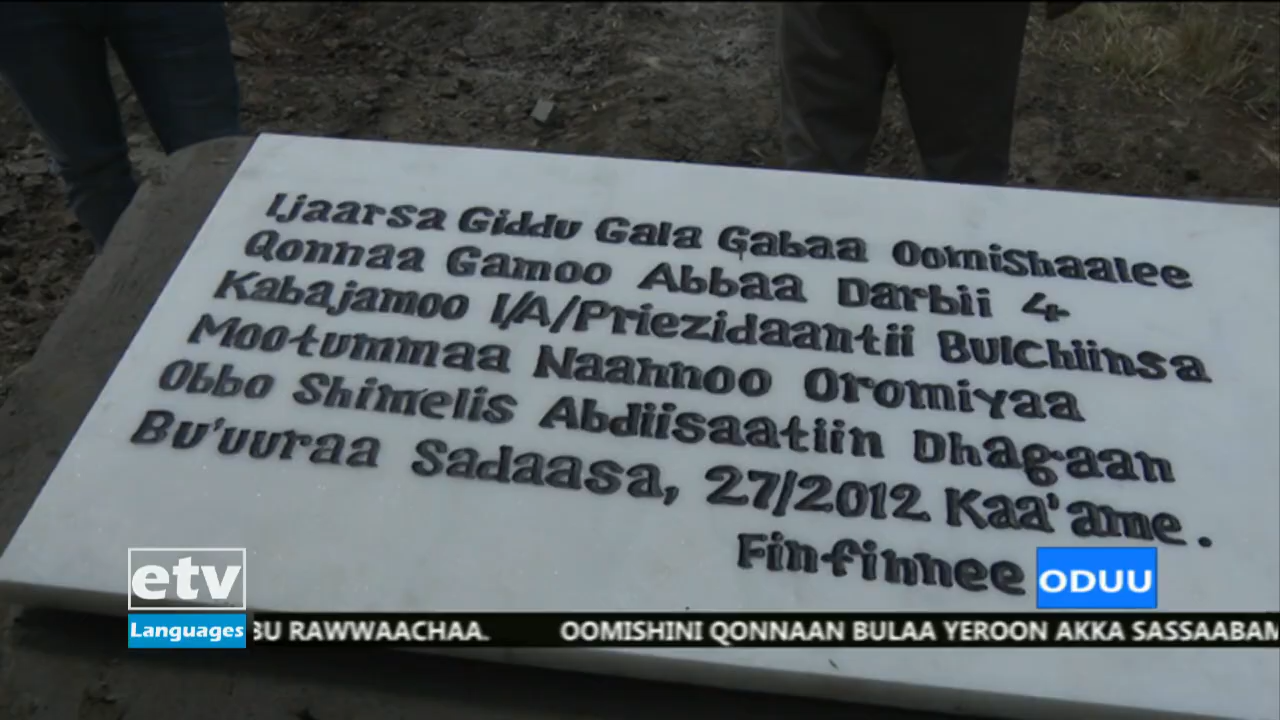 Ijaarsa Giddu Gala Gabaa Oomishaalee
Qonnaa Gamoo Abbaa Darbii 4
Kabajamoo I/A/Priezidaantii Bulchiinsa
Mootummaa Naannoo Oromiyaa
Obbo Shimelis Abdiisaatiin Dhagaan
Bu'uuraa Sadaasa, 27/2012 Kaa'ame.
Finfinnee
ODUU
etv
Languages
BU RAWWAACHAA. OOMISHINI QONNAAN BULAA YEROON AKKA SASSAABAM